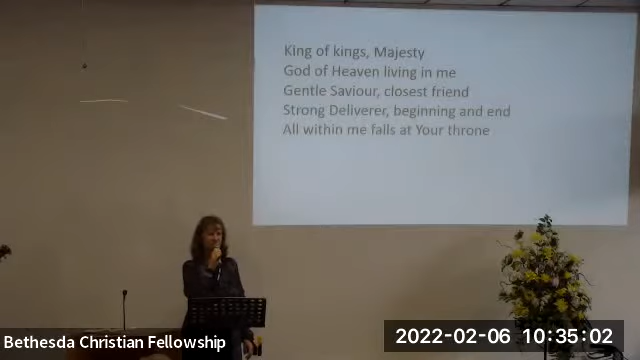 King of kings, Majesty
God of Heaven living in me
Gentle Saviour, closest friend
Strong Deliverer, beginning and end
All within me falls at Your throne
Bethesda Christian Fellowship
2022-02-06 10:35:02